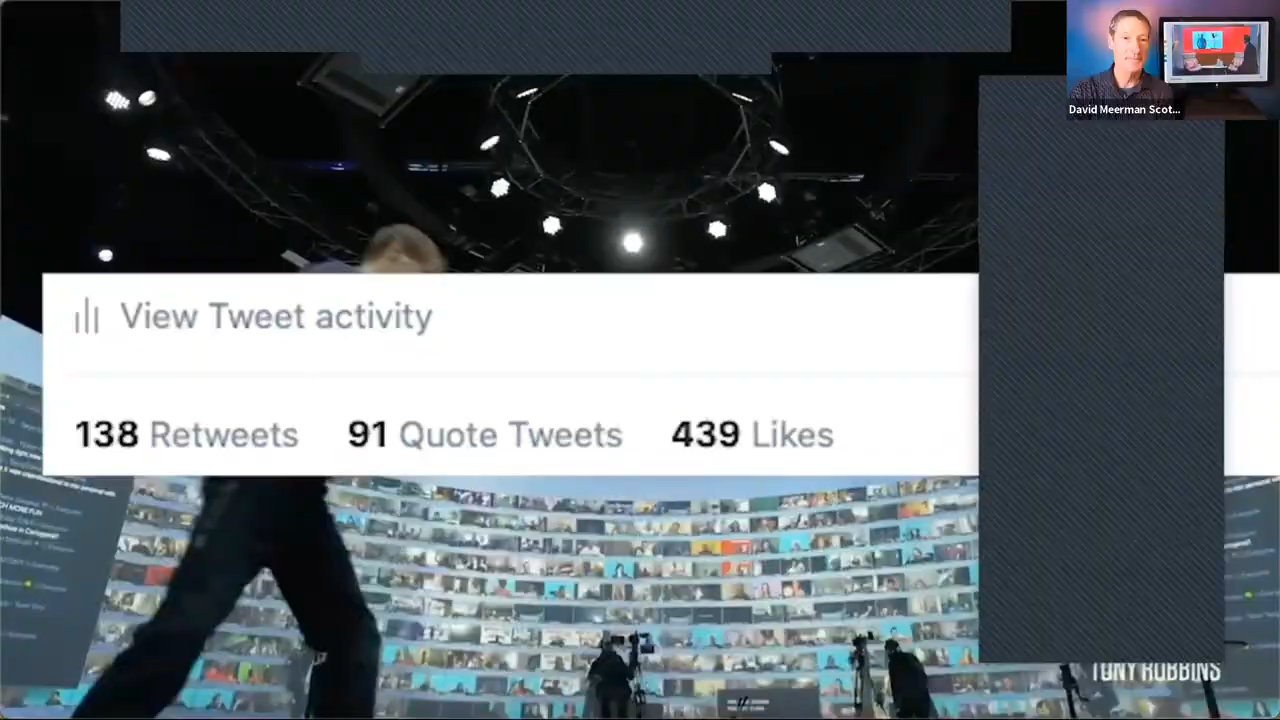 David Meerman Scot...
View Tweet activity
138 Retweets 91 Quote Tweets 439 Likes
TONY ROBBINS